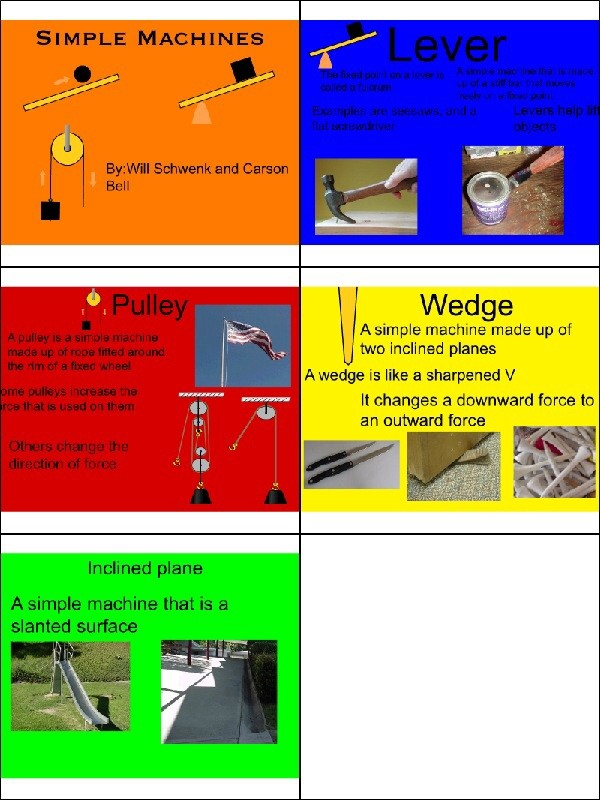 SIMPLE MACHINES
By:Will Schwenk and Carson
Bell
Lever
The fixed point on a lever is
called a fulcrum
A simple machine that is made
up of a stiff bar that moves
freely on a fixed point
Examples, are seasaws, and a
flat screwdriver
Levers help lift
objects
Pulley
A pulley is a simple machine
made up of rope fitted around
the rim of a fixed wheel
ome pulleys increase the
rce that is used on them
Others change the
direction of force
Wedge
A simple machine made up of
two inclined planes
A wedge is like a sharpened V
It changes a downward force to
an outward force
Inclined plane
A simple machine that is a
slanted surface